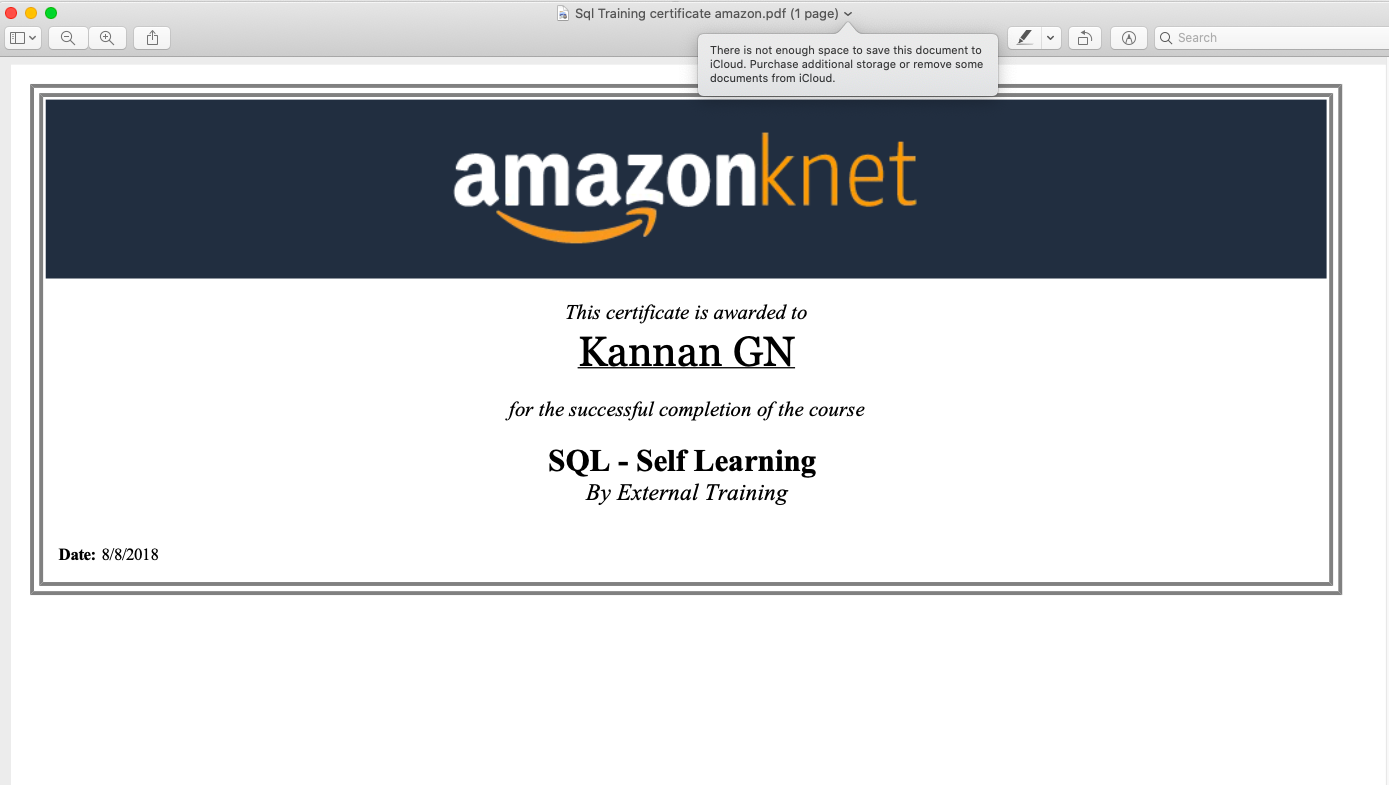 Sql Training certificate amazon.pdf (1 page)
Search
There is not enough space to save this document to
iCloud. Purchase additional storage or remove some
documents from iCloud.
amazonknet
This certificate is awarded to
Kannan GN
for the successful completion of the course
SQL - Self Learning
By External Training
Date: 8/8/2018